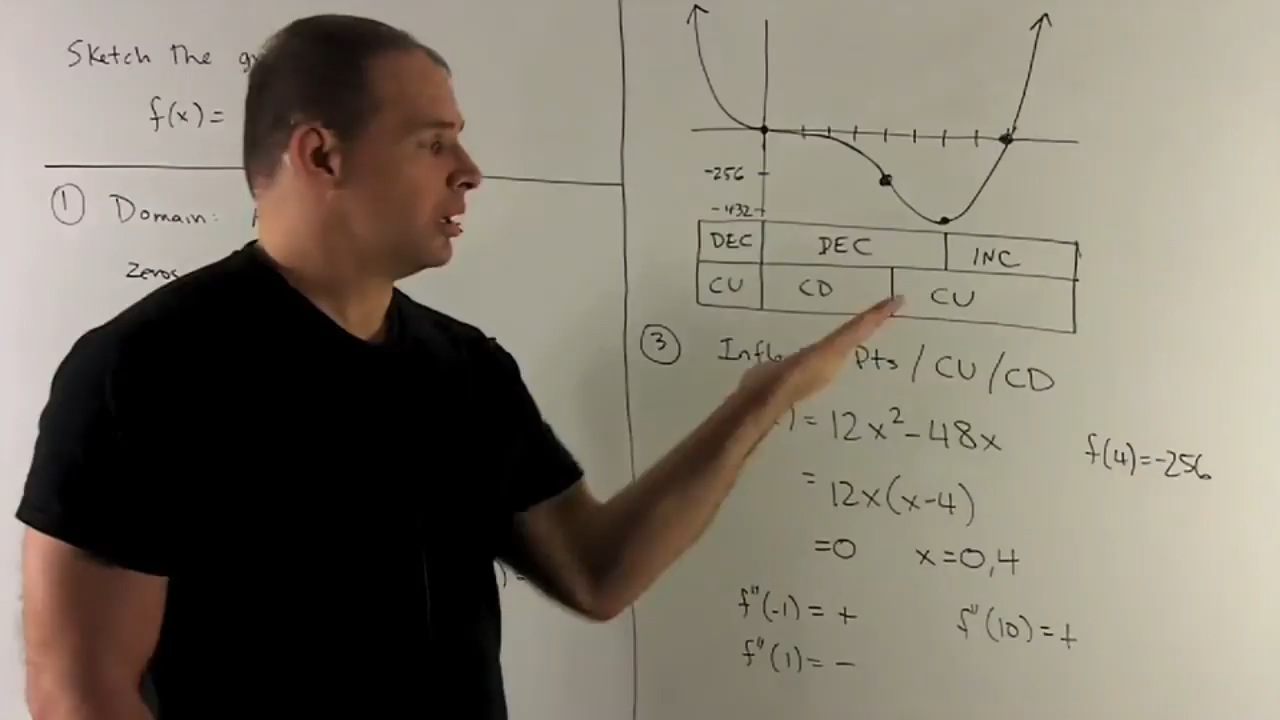 Sketch the
f(x)=
① Domain:
Zeros
-256
-432
DEC DEC INC
CU CD CU
③ Pts / CU / CD
) = 12x²-48x
= 12x(x-4)
=0 x=0,4
f(4)=-256
f"(-1) = + f"(10) = +
f"(1) = -